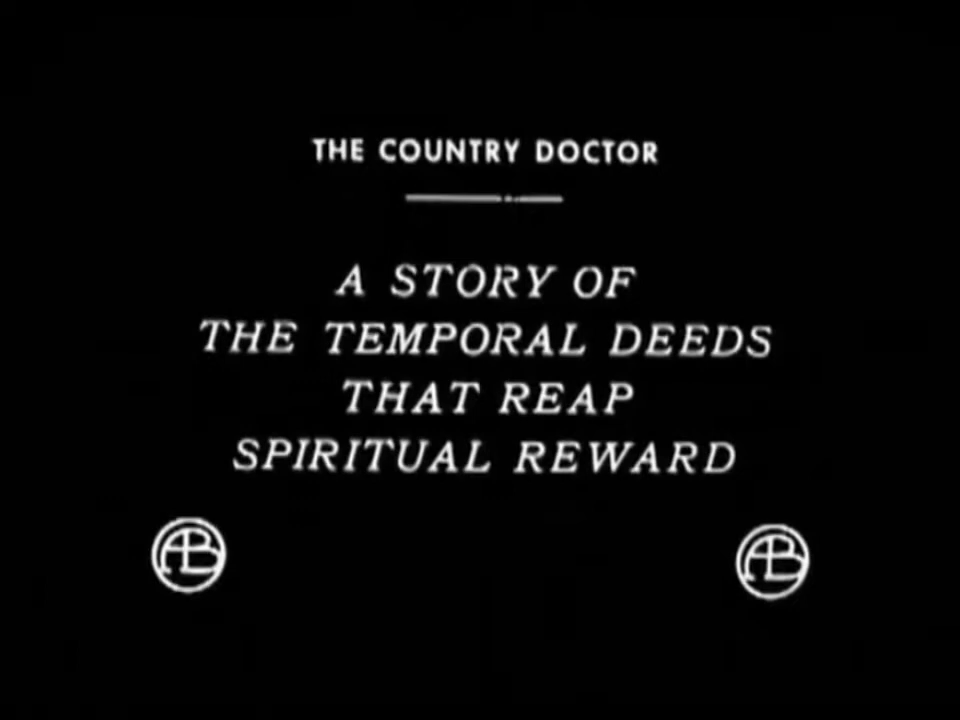 THE COUNTRY DOCTOR
A STORY OF
THE TEMPORAL DEEDS
THAT REAP
SPIRITUAL REWARD
AB AB